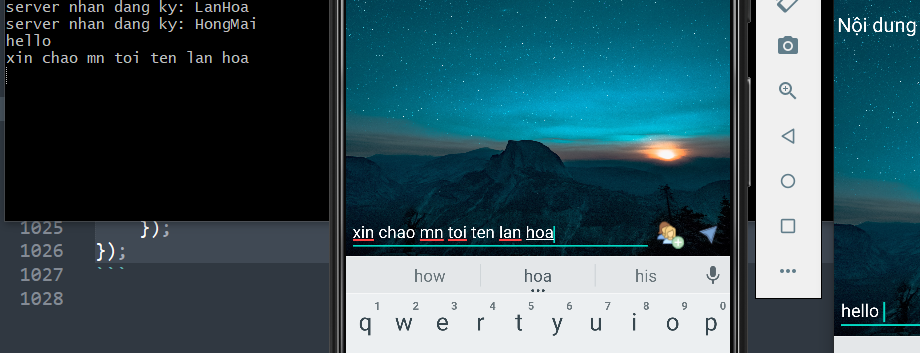 server nhan dang ky: LanHoa
server nhan dang ky: HongMai
hello
xin chao mn toi ten lan hoa
1025 });
1026 });
1027 ```
1028
xin chao mn toi ten lan hoa
how hoa his
1 2 3 4 5 6 7 8 9 0
q w e r t y u i o p
Nội dung
hello